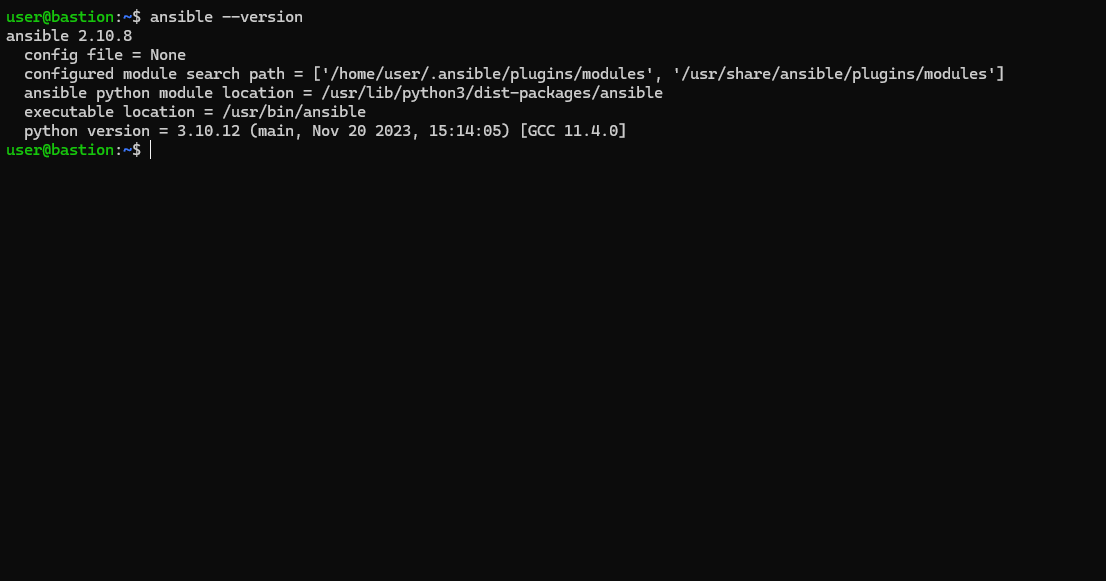 user@bastion:~$ ansible --version
ansible 2.10.8
  config file = None
  configured module search path = ['/home/user/.ansible/plugins/modules', '/usr/share/ansible/plugins/modules']
  ansible python module location = /usr/lib/python3/dist-packages/ansible
  executable location = /usr/bin/ansible
  python version = 3.10.12 (main, Nov 20 2023, 15:14:05) [GCC 11.4.0]
user@bastion:~$